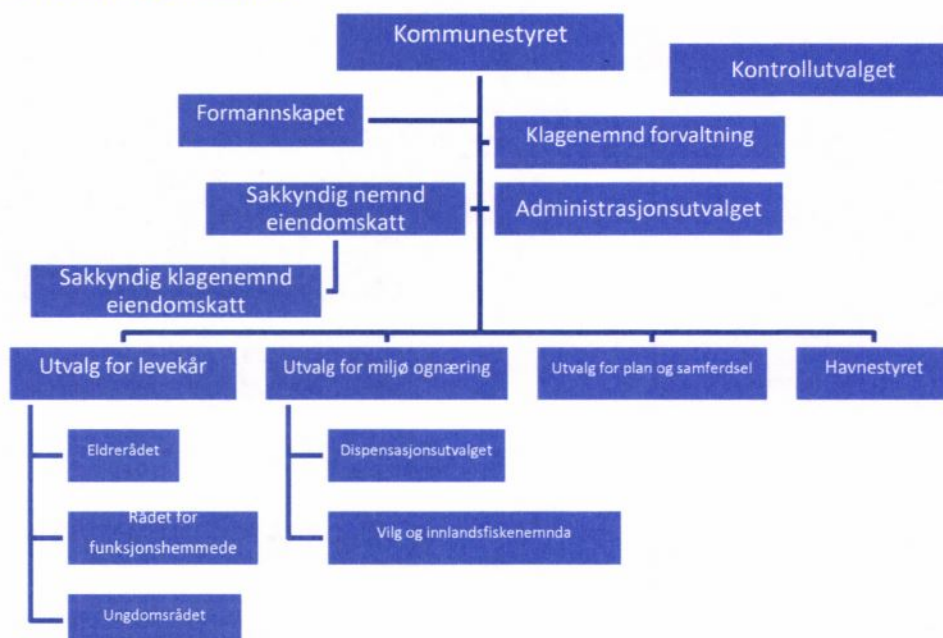 Kommunestyret
Kontrollutvalget
Formannskapet
Klagenemnd forvaltning
Sakkyndig nemnd
eiendomskatt
Administrasjonsutvalget
Sakkyndig klagenemnd
eiendomskatt
Utvalg for levekår
Utvalg for miljø ognæring
Utvalg for plan og samferdsel
Havnestyret
Eldrerådet
Dispensasjonsutvalget
Rådet for
funksjonshemmede
Vilg og innlandsfiskenemnda
Ungdomsrådet